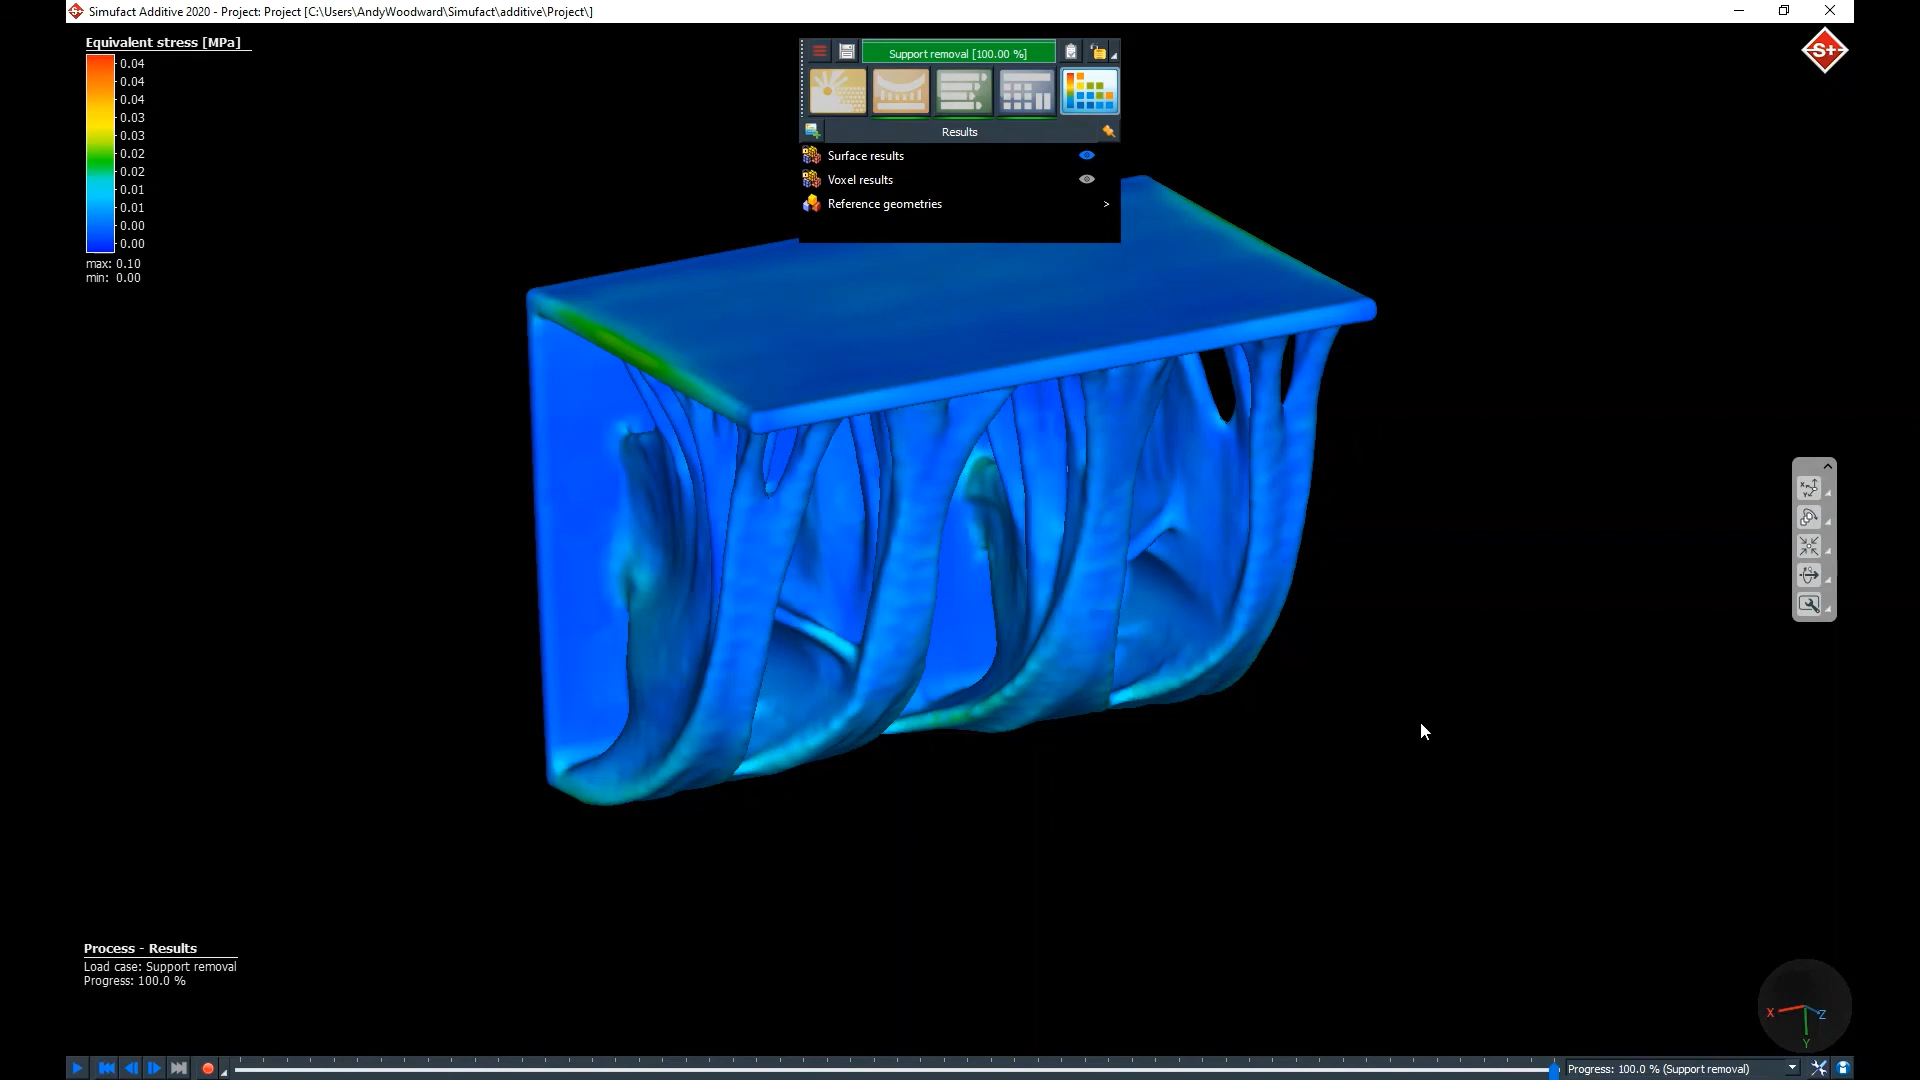 Simufact Additive 2020 - Project: Project [C:\Users\AndyWoodward\Simufact\additive\Project\]
Equivalent stress [MPa]
0.04
0.04
0.04
0.03
0.03
0.02
0.02
0.01
0.01
0.00
0.00
max: 0.10
min: 0.00
Support removal [100.00 %]
Results
Surface results
Voxel results
Reference geometries >
S+
Process - Results
Load case: Support removal
Progress: 100.0 %
X
Z
Y
Progress: 100.0 % (Support removal)